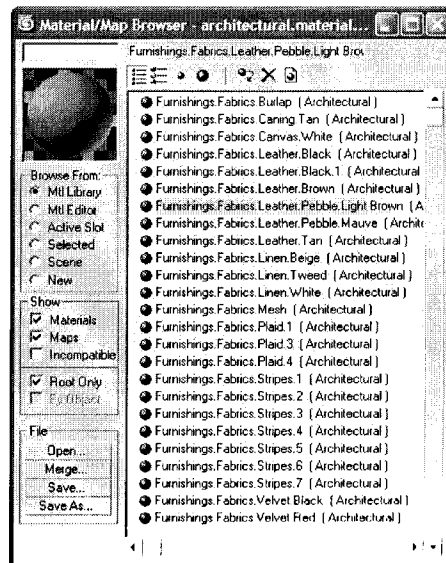 Material/Map Browser - architectural.material...
Furnishings.Fabrics.Leather.Pebble.Light Brow
Furnishings.Fabrics.Burlap ( Architectural )
Furnishings.Fabrics.Caning Tan ( Architectural )
Furnishings.Fabrics.Canvas.White ( Architectural )
Furnishings.Fabrics.Leather.Black ( Architectural )
Furnishings.Fabrics.Leather.Black.1 ( Architectural
Furnishings.Fabrics.Leather.Brown ( Architectural )
Furnishings.Fabrics.Leather.Pebble.Light Brown ( A
Furnishings.Fabrics.Leather.Pebble.Mauve ( Archite
Furnishings.Fabrics.Leather.Tan ( Architectural )
Furnishings.Fabrics.Linen.Beige ( Architectural )
Furnishings.Fabrics.Linen.Tweed ( Architectural )
Furnishings.Fabrics.Linen.White ( Architectural )
Furnishings.Fabrics Mesh ( Architectural )
Furnishings.Fabrics.Plaid.1 ( Architectural )
Furnishings.Fabrics.Plaid.3 ( Architectural )
Furnishings.Fabrics.Plaid.4 ( Architectural )
Furnishings.Fabrics.Stripes.1 ( Architectural )
Furnishings.Fabrics.Stripes.2 ( Architectural )
Furnishings.Fabrics.Stripes.3 ( Architectural )
Furnishings.Fabrics.Stripes.4 ( Architectural )
Furnishings.Fabrics.Stripes.5 ( Architectural )
Furnishings.Fabrics.Stripes.6 ( Architectural )
Furnishings.Fabrics.Stripes.7 ( Architectural )
Furnishings.Fabrics.Velvet Black ( Architectural )
Furnishings Fabrics Velvet Red ( Architectural )
Browse From:
Mtl Library
Mtl Editor
Active Slot
Selected
Scene
New
Show
Materials
Maps
Incompatible
Root Only
By Object
File
Open...
Merge...
Save...
Save As...